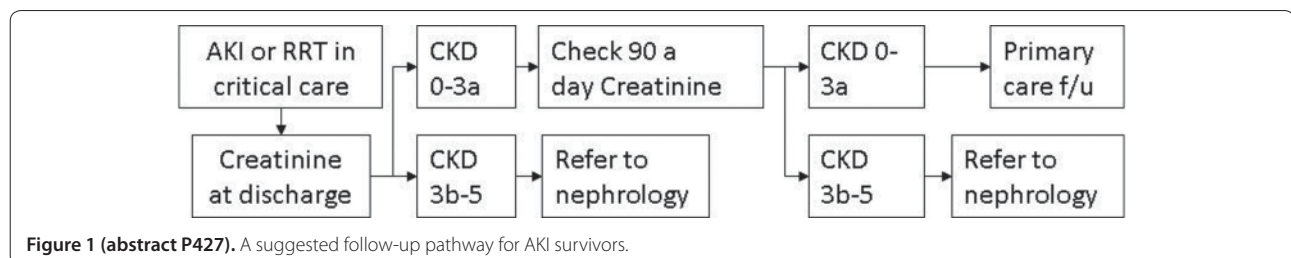 AKI or RRT in
critical care
Creatinine
at discharge
CKD
0-3a
Check 90 a
day Creatinine
CKD
3b-5
Refer to
nephrology
CKD 0-
3a
Primary
care f/u
CKD
3b-5
Refer to
nephrology
Figure 1 (abstract P427). A suggested follow-up pathway for AKI survivors.